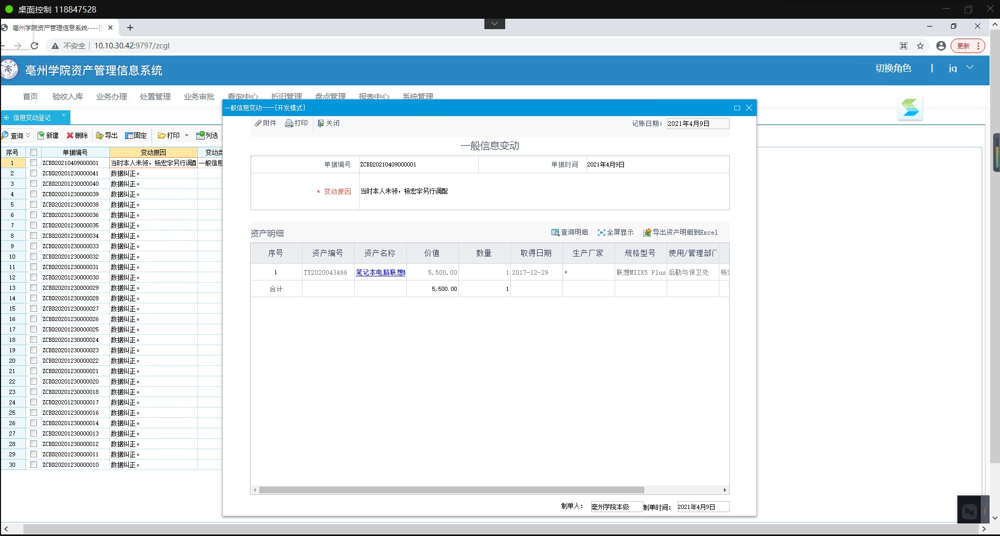 桌面控制 118847528
亳州学院资产管理信息系统----[
不安全 10.10.30.42:9797/zcgl
更新
亳州学院资产管理信息系统
切换角色 | jq
首页 验收入库 业务办理 处置管理 业务审批 查询中心 折旧管理 盘点管理 报表中心 系统管理
信息变动登记
查询 新建 删除 导出 固定 打印 列选
序号 单据编号 变动原因 变动类
1 ZCBD20210409000001 当时本人未领，杨宏宇另行调配 一般信息
2 ZCBD20201230000041 数据纠正。
3 ZCBD20201230000040 数据纠正。
4 ZCBD20201230000039 数据纠正。
5 ZCBD20201230000038 数据纠正。
6 ZCBD20201230000036 数据纠正。
7 ZCBD20201230000035 数据纠正。
8 ZCBD20201230000034 数据纠正。
9 ZCBD20201230000033 数据纠正。
10 ZCBD20201230000032 数据纠正。
11 ZCBD20201230000031 数据纠正。
12 ZCBD20201230000030 数据纠正。
13 ZCBD20201230000029 数据纠正。
14 ZCBD20201230000028 数据纠正。
15 ZCBD20201230000027 数据纠正。
16 ZCBD20201230000026 数据纠正。
17 ZCBD20201230000025 数据纠正。
18 ZCBD20201230000024 数据纠正。
19 ZCBD20201230000023 数据纠正。
20 ZCBD20201230000022 数据纠正。
21 ZCBD20201230000021 数据纠正。
22 ZCBD20201230000020 数据纠正。
23 ZCBD20201230000018 数据纠正。
24 ZCBD20201230000017 数据纠正。
25 ZCBD20201230000016 数据纠正。
26 ZCBD20201230000014 数据纠正。
27 ZCBD20201230000013 数据纠正。
28 ZCBD20201230000012 数据纠正。
29 ZCBD20201230000011 数据纠正。
30 ZCBD20201230000010 数据纠正。
一般信息变动——[开发模式]
附件 打印 关闭 记账日期： 2021年4月9日
一般信息变动
单据编号 ZCBD20210409000001 单据时间 2021年4月9日
* 变动原因 当时本人未领，杨宏宇另行调配
资产明细 查询明细 全屏显示 导出资产明细到Excel
序号 资产编号 资产名称 价值 数量 取得日期 生产厂家 规格型号 使用/管理部门
1 TY2020043466 笔记本电脑联想M 5,500.00 1 2017-12-29 * 联想MIIX5 Plus 后勤与保卫处 杨宏
合计 5,500.00 1
制单人： 亳州学院本级 制单时间： 2021年4月9日